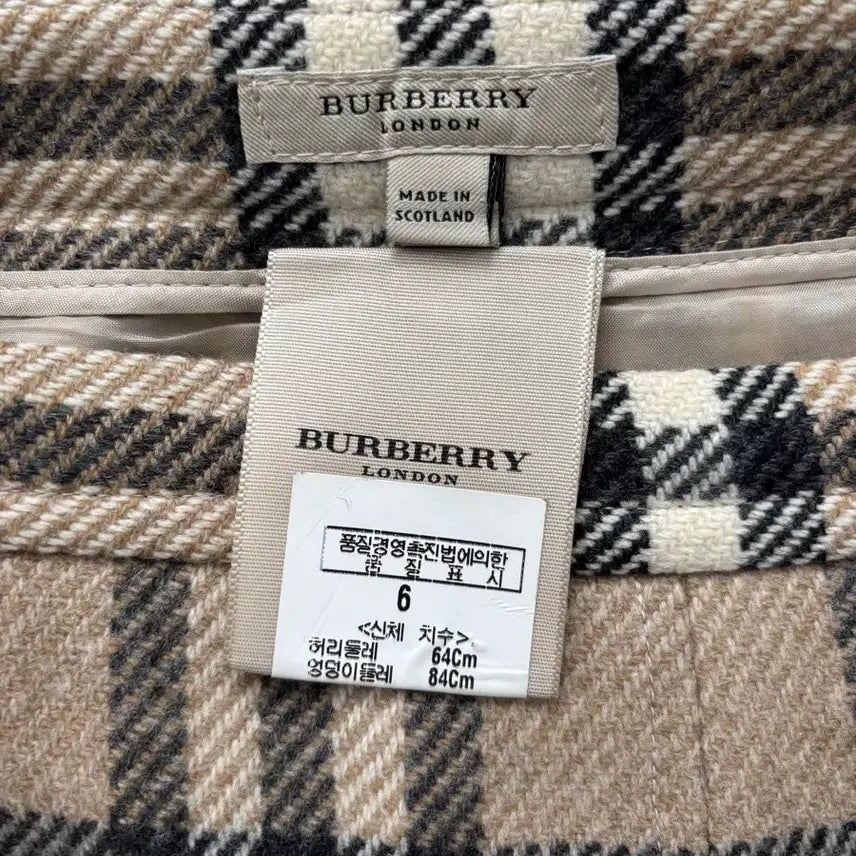 BURBERRY
LONDON
MADE IN
SCOTLAND
BURBERRY
LONDON
품질경영촉진법에의한
품 질 표 시
6
<신체 치수>
허리둘레 64Cm
엉덩이둘레 84Cm